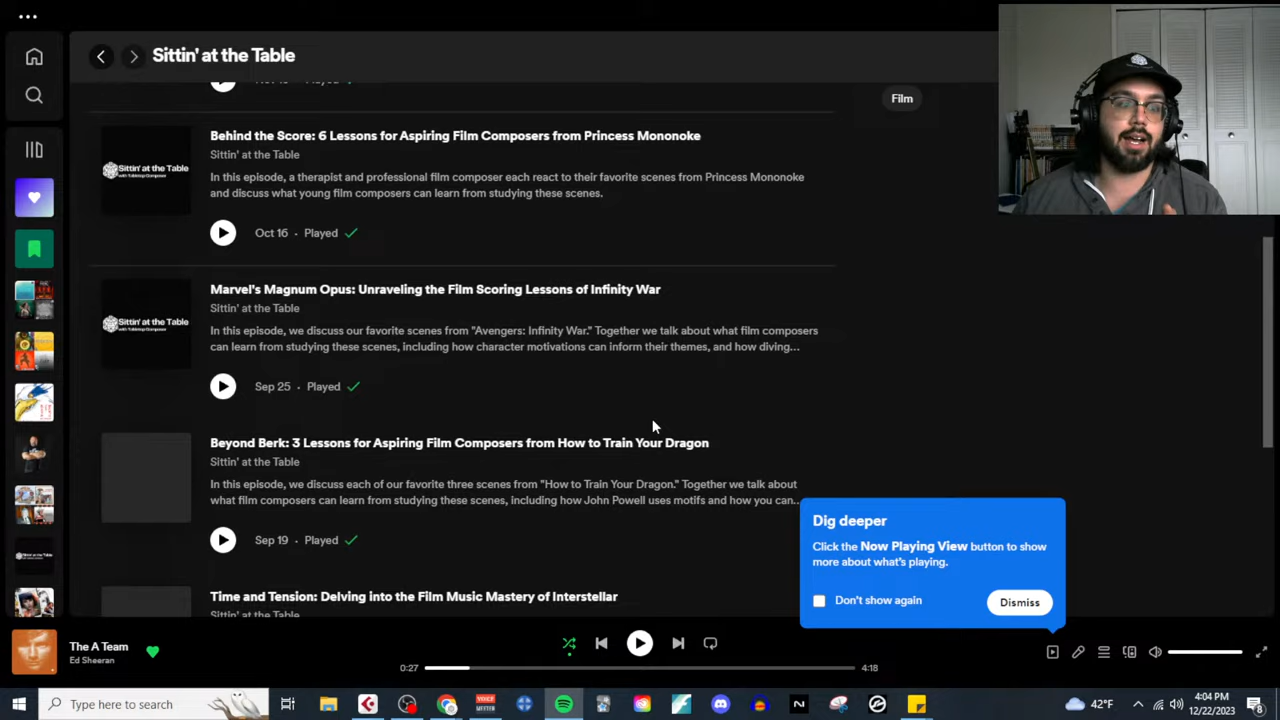 Sittin' at the Table
Film
Behind the Score: 6 Lessons for Aspiring Film Composers from Princess Mononoke
Sittin' at the Table
In this episode, a therapist and professional film composer each react to their favorite scenes from Princess Mononoke
and discuss what young film composers can learn from studying these scenes.
Oct 16 · Played
Sittin' at the Table
Marvel's Magnum Opus: Unraveling the Film Scoring Lessons of Infinity War
Sittin' at the Table
In this episode, we discuss our favorite scenes from "Avengers: Infinity War." Together we talk about what film composers
can learn from studying these scenes, including how character motivations can inform their themes, and how diving...
Sep 25 · Played
Sittin' at the Table
Beyond Berk: 3 Lessons for Aspiring Film Composers from How to Train Your Dragon
Sittin' at the Table
In this episode, we discuss each of our favorite three scenes from "How to Train Your Dragon." Together we talk about
what film composers can learn from studying these scenes, including how John Powell uses motifs and how you can...
Sep 19 · Played
Time and Tension: Delving into the Film Music Mastery of Interstellar
Sittin' at the Table
Dig deeper
Click the Now Playing View button to show
more about what's playing.
Don't show again
Dismiss
The A Team
Ed Sheeran
0:27
4:18
Type here to search
42°F
4:04 PM
12/22/2023
8